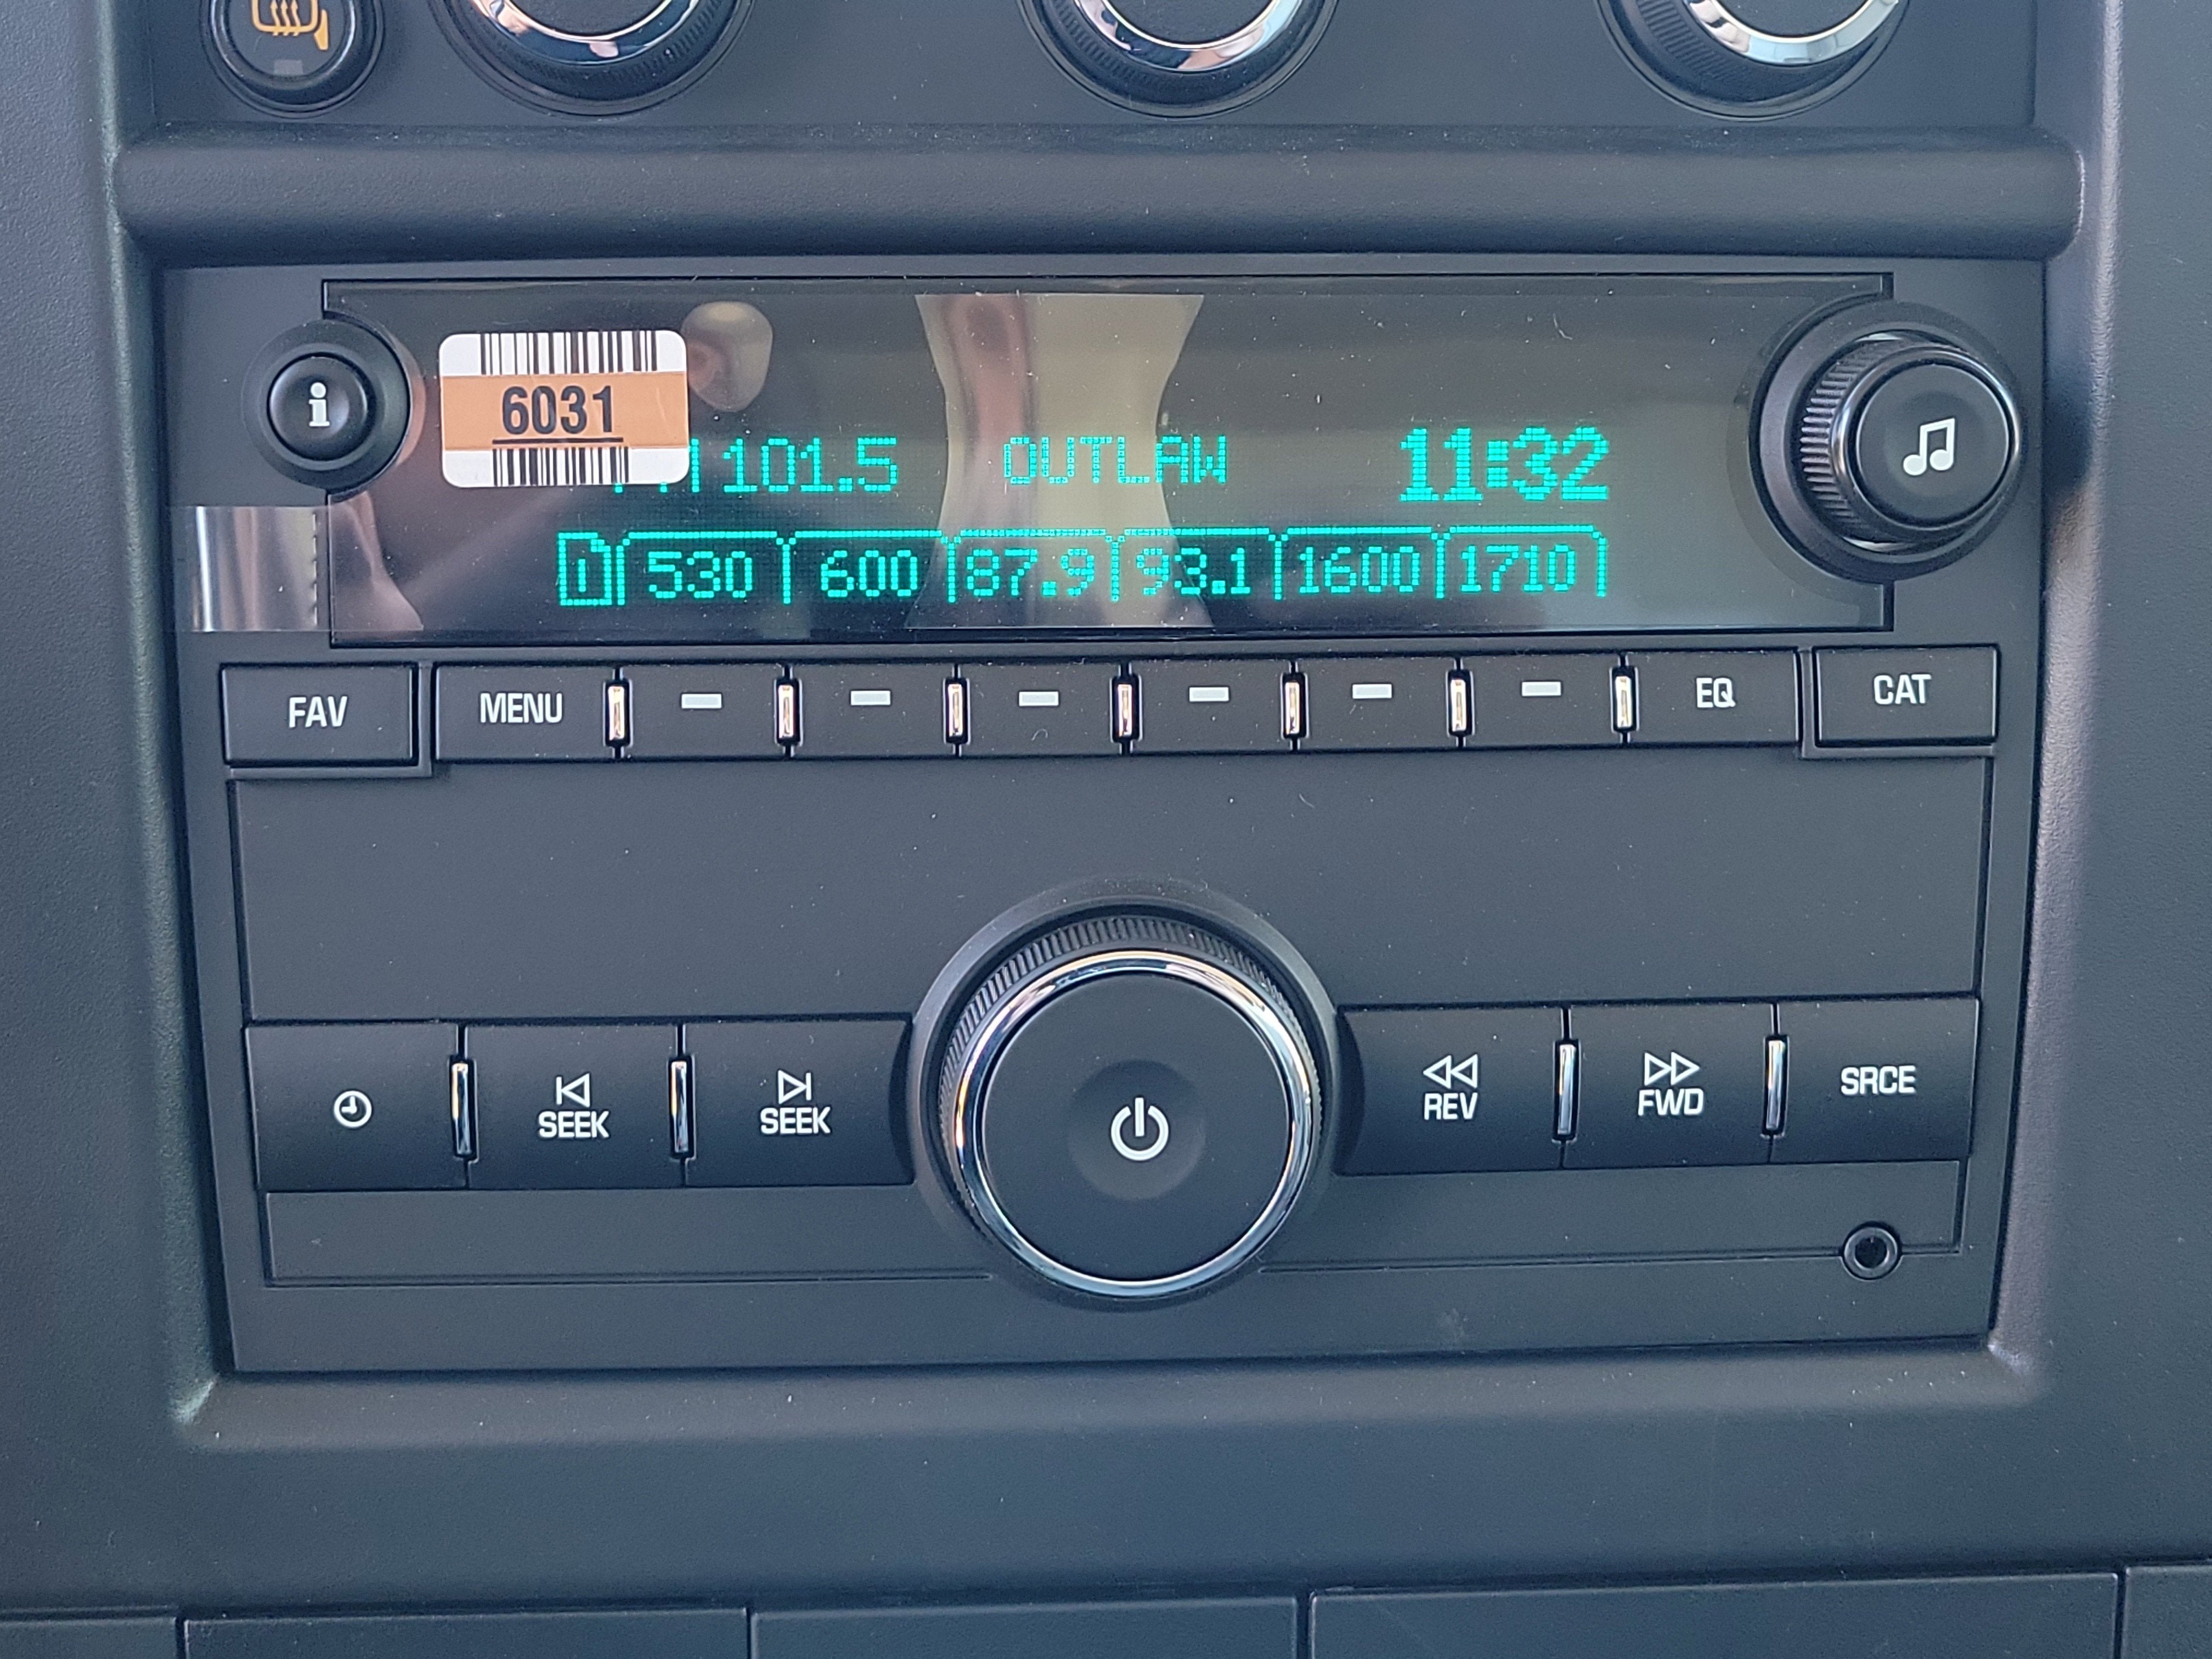 6031
101.5 OUTLAW 11:32
1 530 600 87.9 93.1 1600 1710
i
FAV MENU EQ CAT
SEEK SEEK REV FWD SRCE